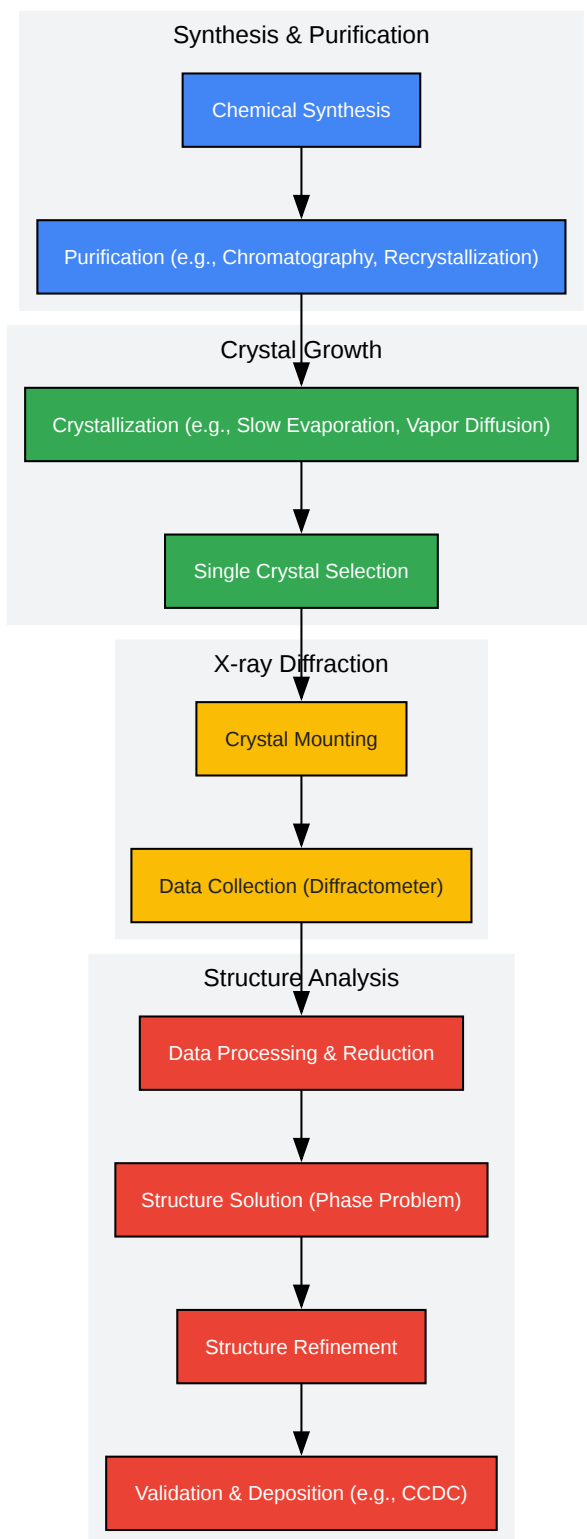 Synthesis & Purification
Chemical Synthesis
Purification (e.g., Chromatography, Recrystallization)
Crystal Growth
Crystallization (e.g., Slow Evaporation, Vapor Diffusion)
Single Crystal Selection
X-ray Diffraction
Crystal Mounting
Data Collection (Diffractometer)
Structure Analysis
Data Processing & Reduction
Structure Solution (Phase Problem)
Structure Refinement
Validation & Deposition (e.g., CCDC)